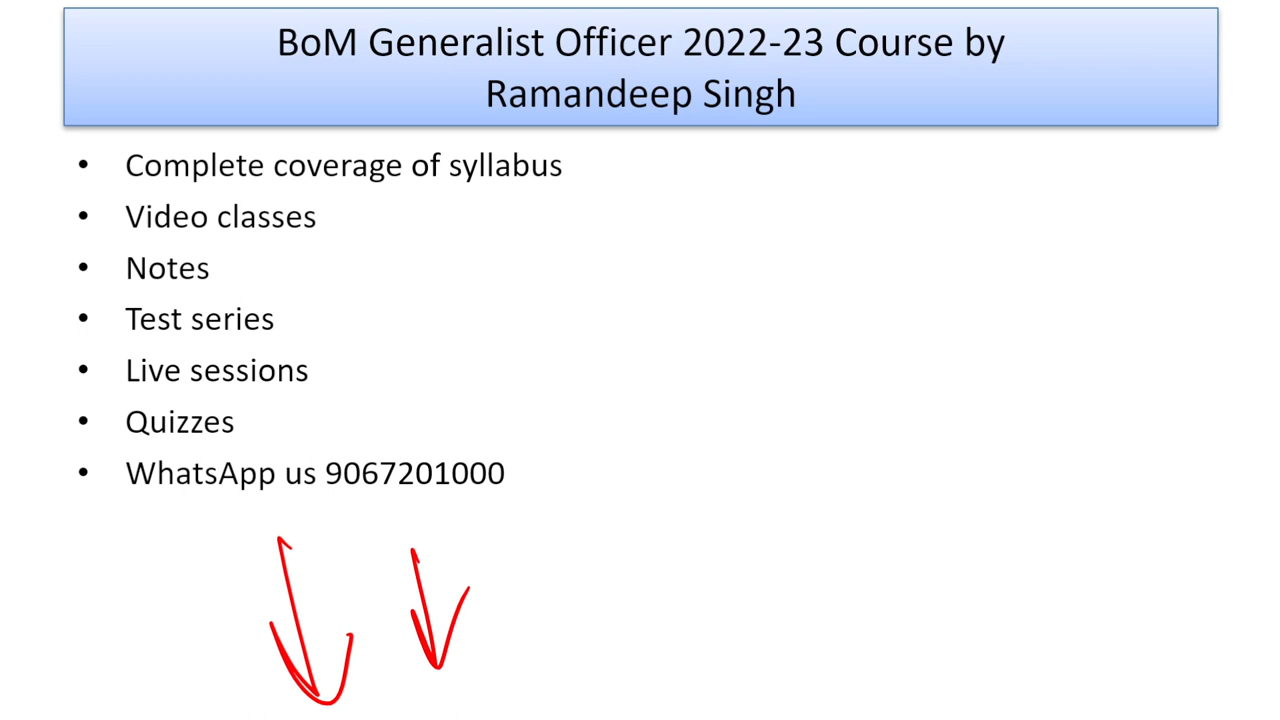 BoM Generalist Officer 2022-23 Course by
Ramandeep Singh
• Complete coverage of syllabus
• Video classes
• Notes
• Test series
• Live sessions
• Quizzes
• WhatsApp us 9067201000